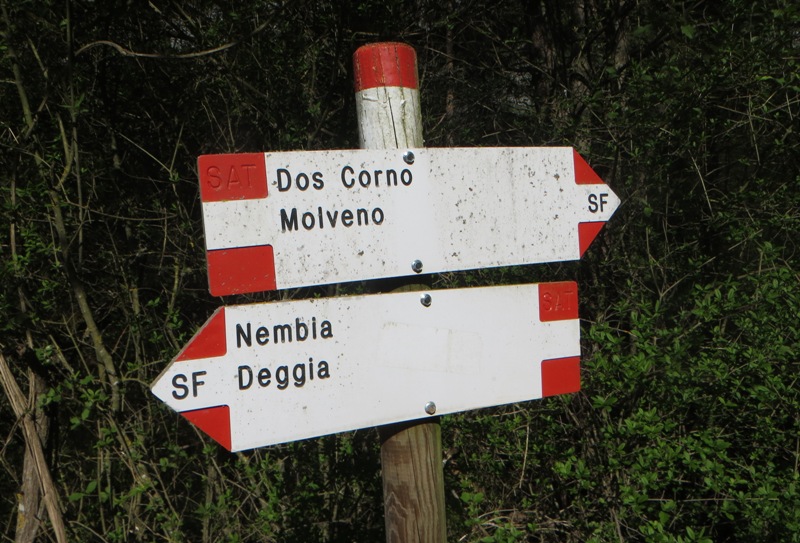 SAT
Dos Corno
Molveno
SF
SAT
Nembia
Deggia
SF